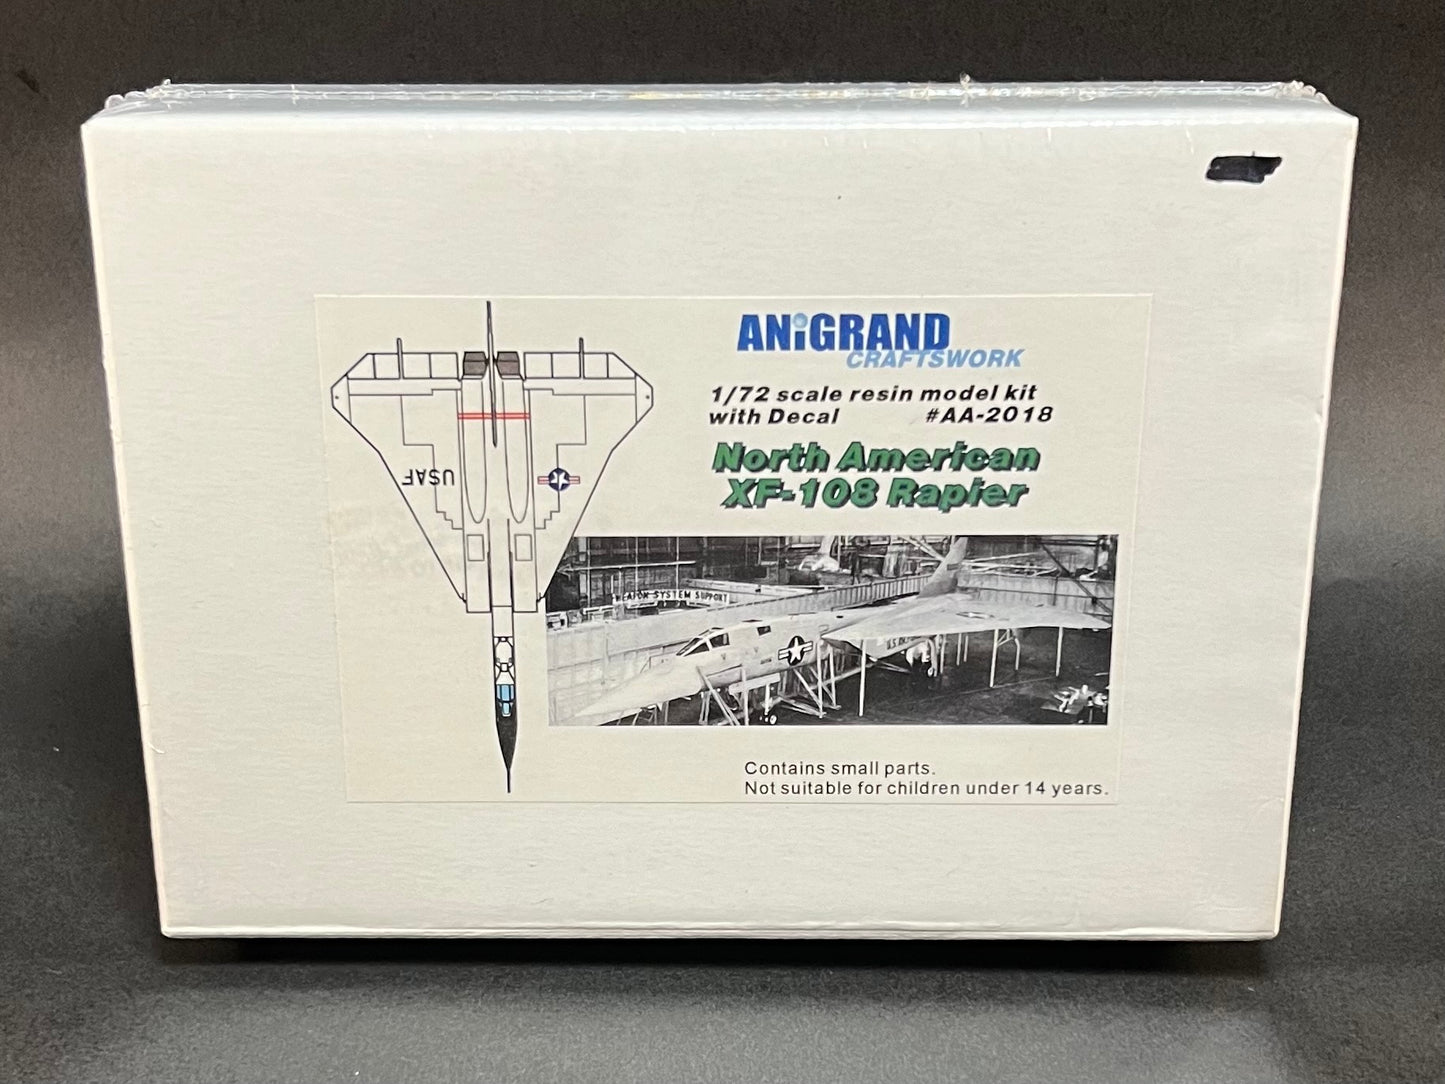 ANiGRAND
CRAFTSWORK
1/72 scale resin model kit
with Decal #AA-2018
North American
XF-108 Rapier
USAF
WEAPON SYSTEM SUPPORT
Contains small parts.
Not suitable for children under 14 years.